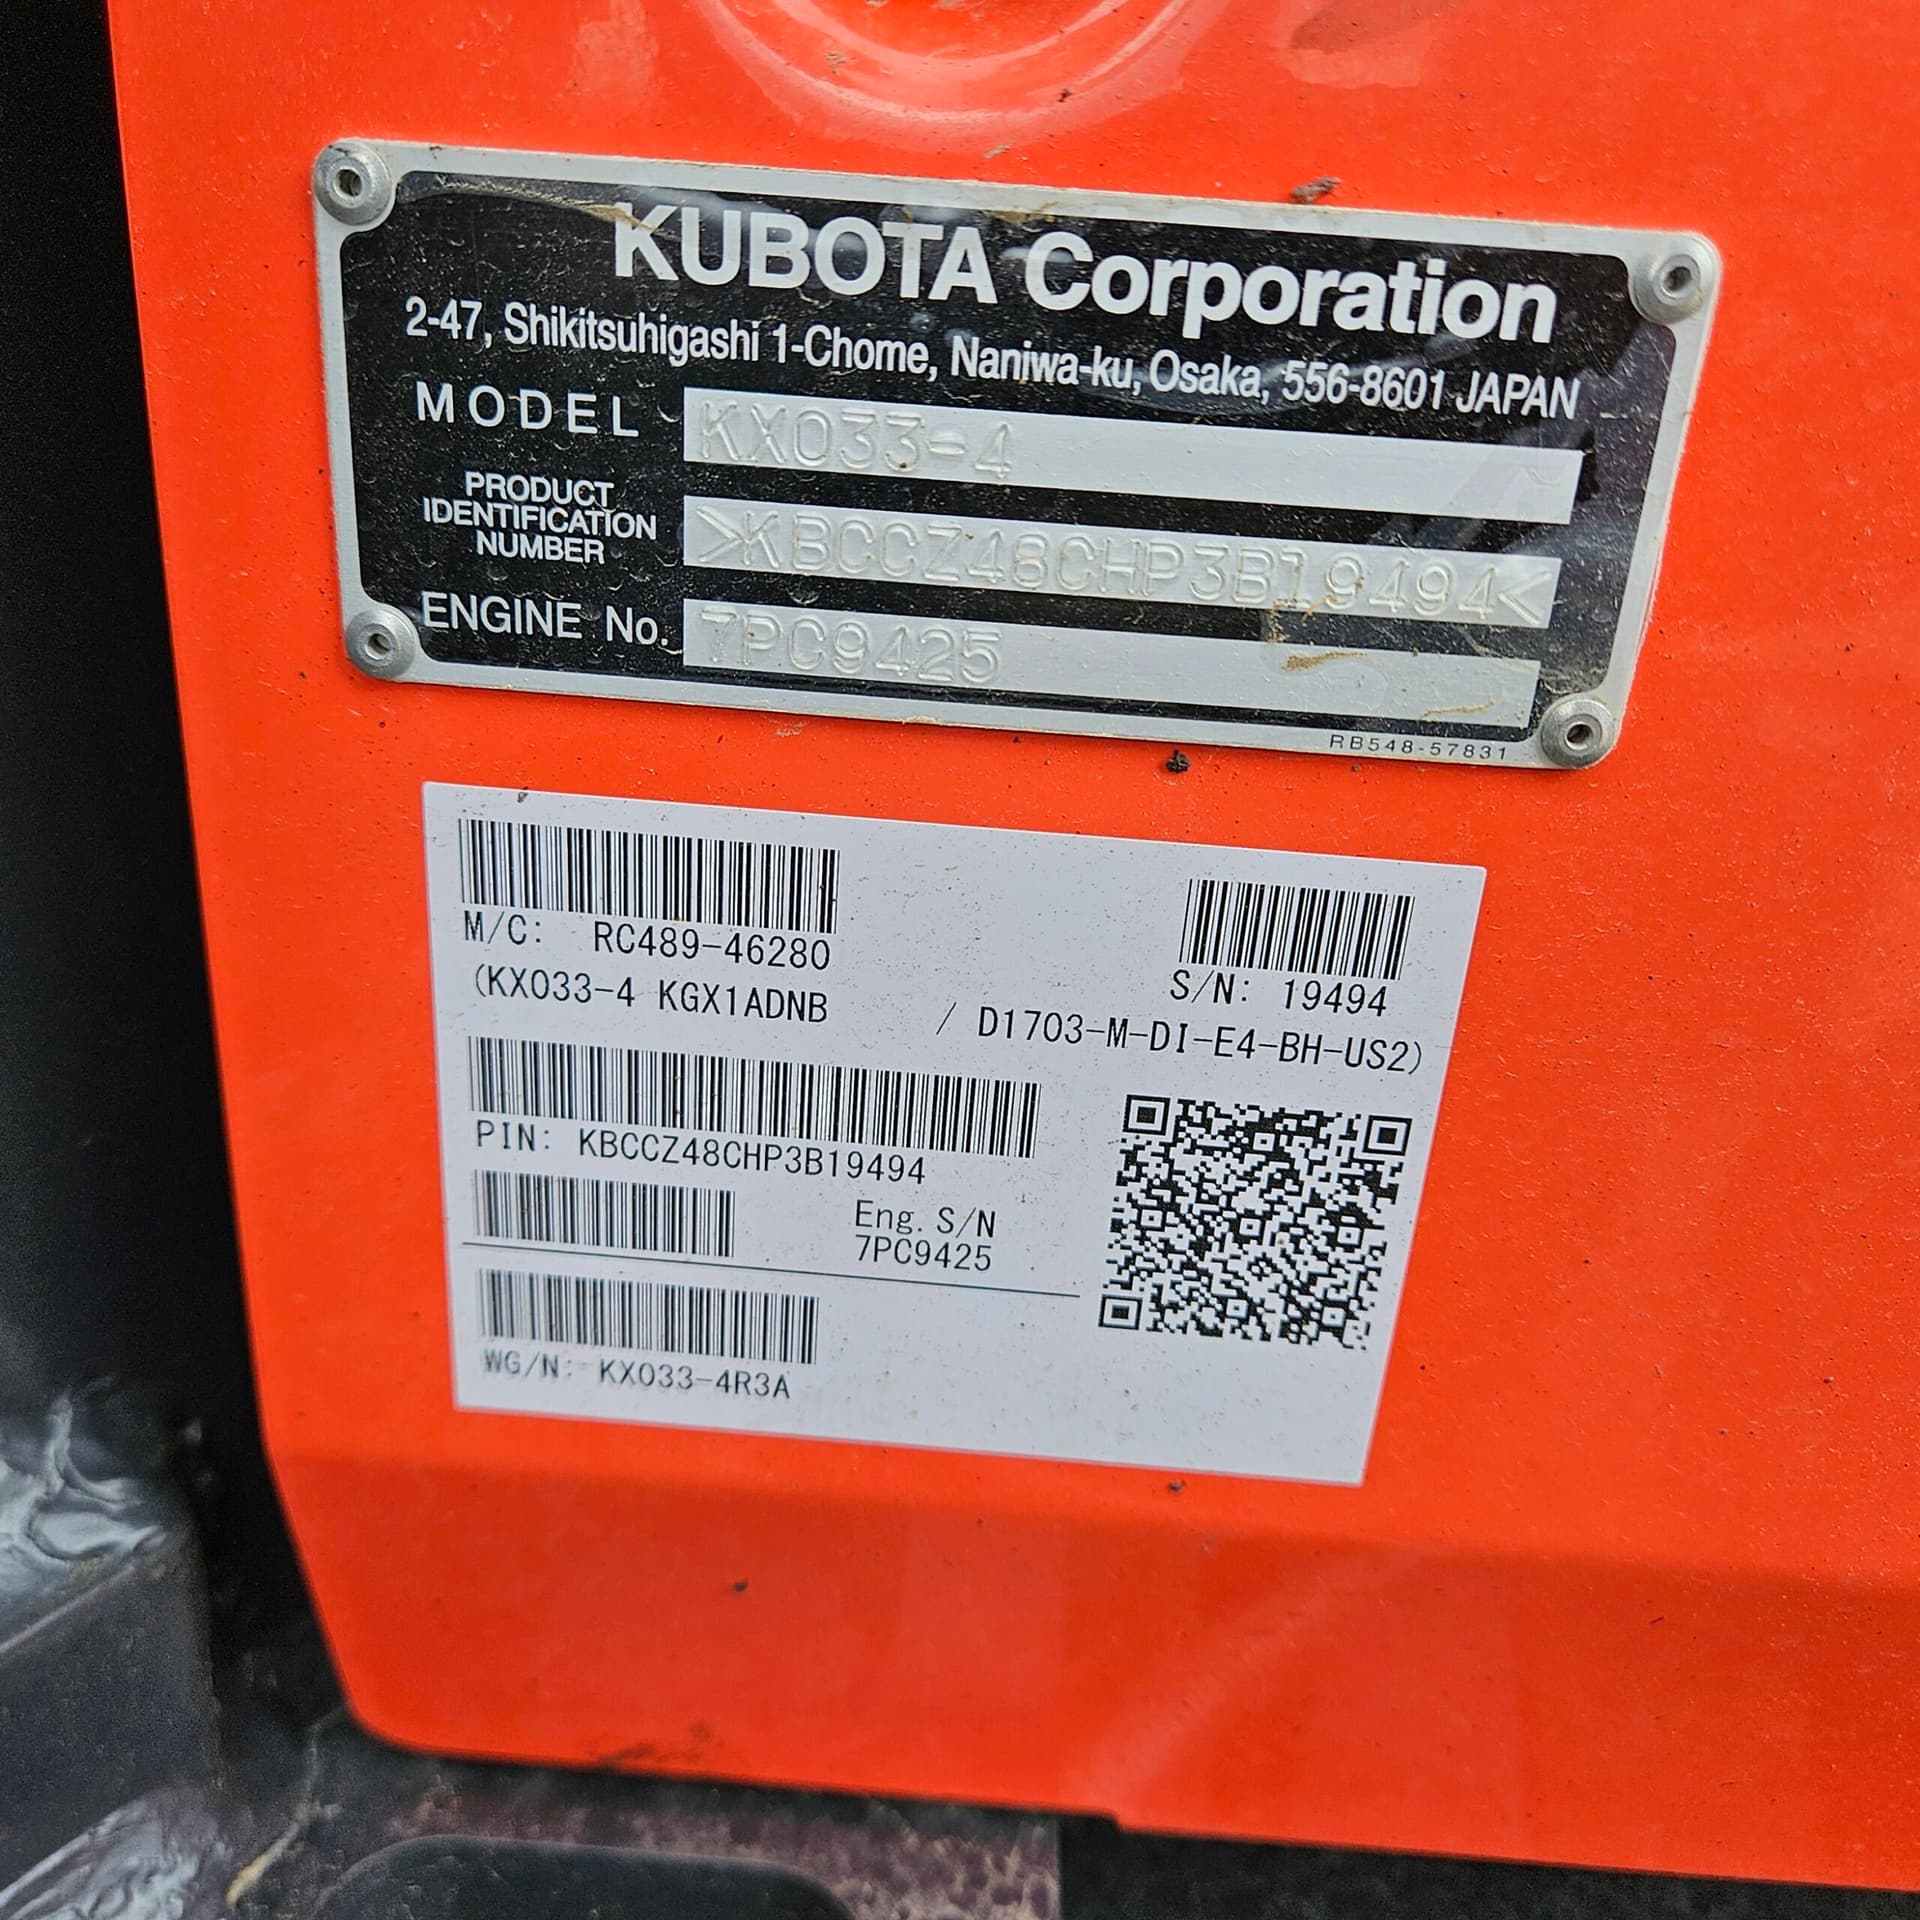 KUBOTA Corporation
2-47, Shikitsuhigashi 1-Chome, Naniwa-ku, Osaka, 556-8601 JAPAN
MODEL KX033-4
PRODUCT
IDENTIFICATION
NUMBER
>KBCCZ48CHP3B19494<
ENGINE No. 7PC9425
RB548-57831
M/C: RC489-46280
S/N: 19494
(KX033-4 KGX1ADNB / D1703-M-DI-E4-BH-US2)
PIN: KBCCZ48CHP3B19494
Eng. S/N
7PC9425
WG/N: KX033-4R3A